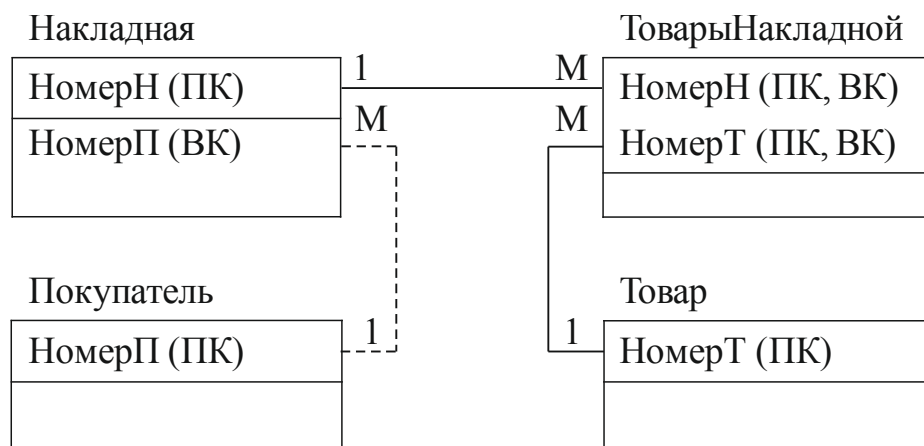 Накладная
НомерН (ПК)
НомерП (ВК)
1
М
М
М
ТоварыНакладной
НомерН (ПК, ВК)
НомерТ (ПК, ВК)
Покупатель
НомерП (ПК)
1
1
Товар
НомерТ (ПК)